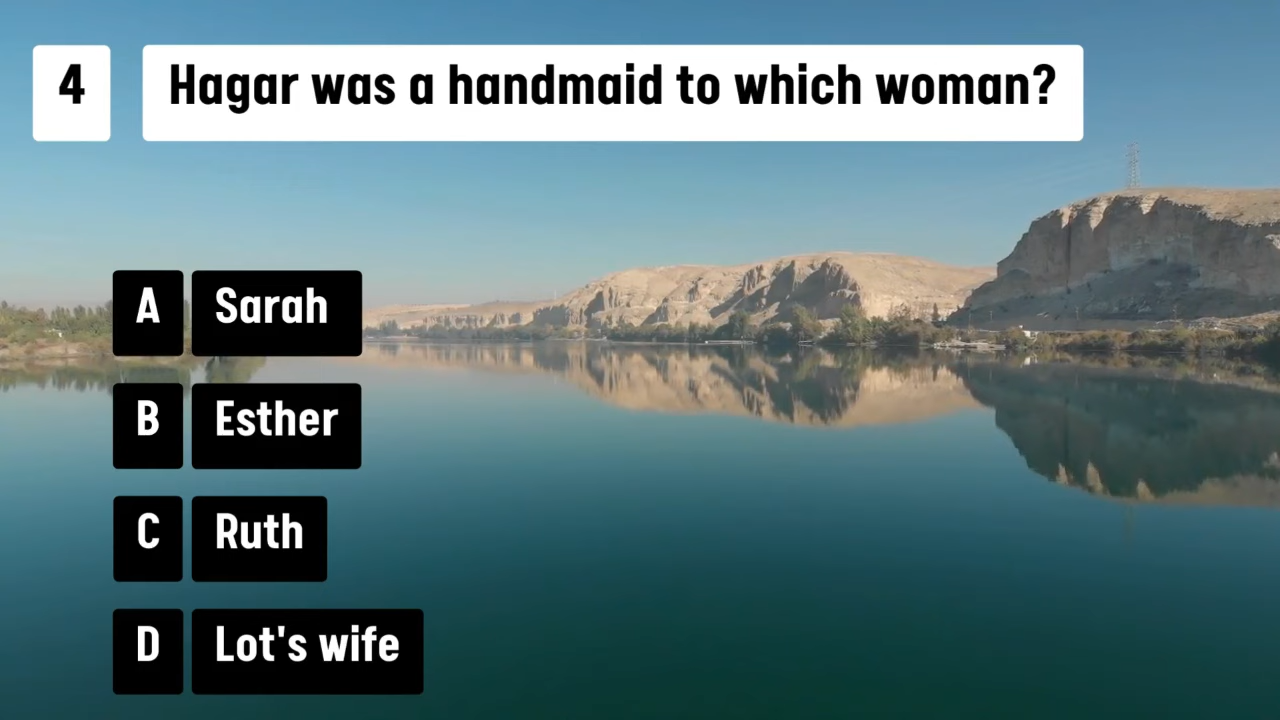 4 Hagar was a handmaid to which woman?
A Sarah
B Esther
C Ruth
D Lot's wife